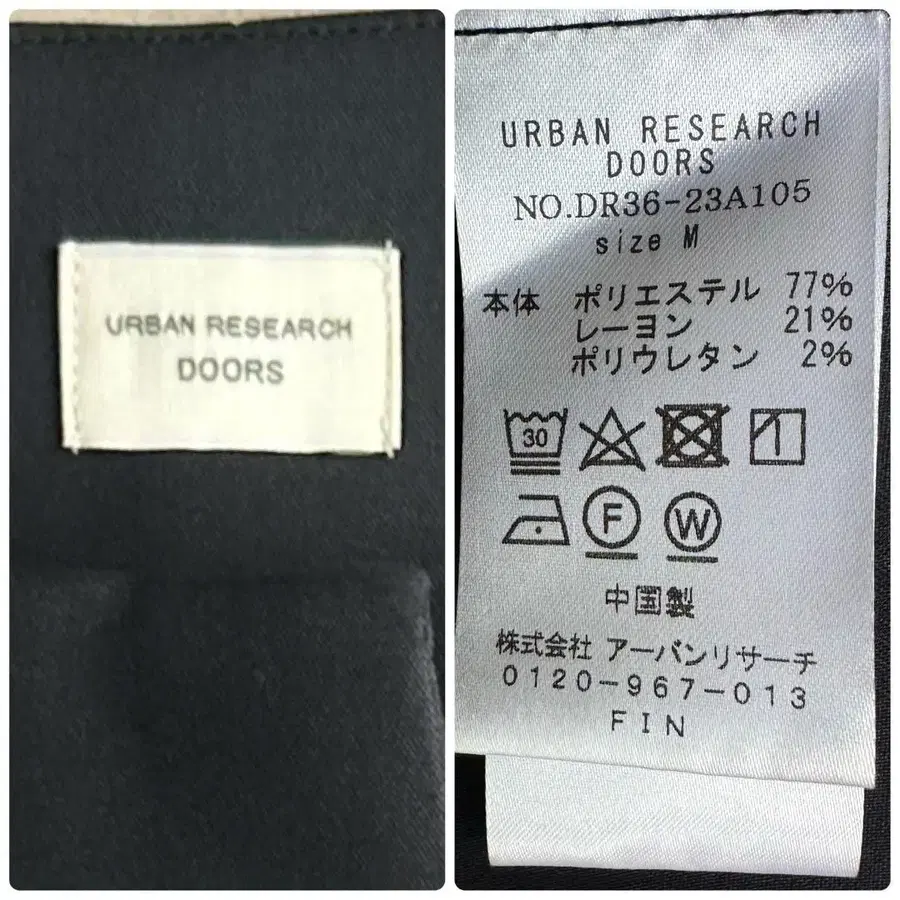 URBAN RESEARCH
DOORS
URBAN RESEARCH
DOORS
NO.DR36-23A105
size M
本体 ポリエステル 77%
レーヨン 21%
ポリウレタン 2%
30
F W
中国製
株式会社 アーバンリサーチ
0120-967-013
FIN